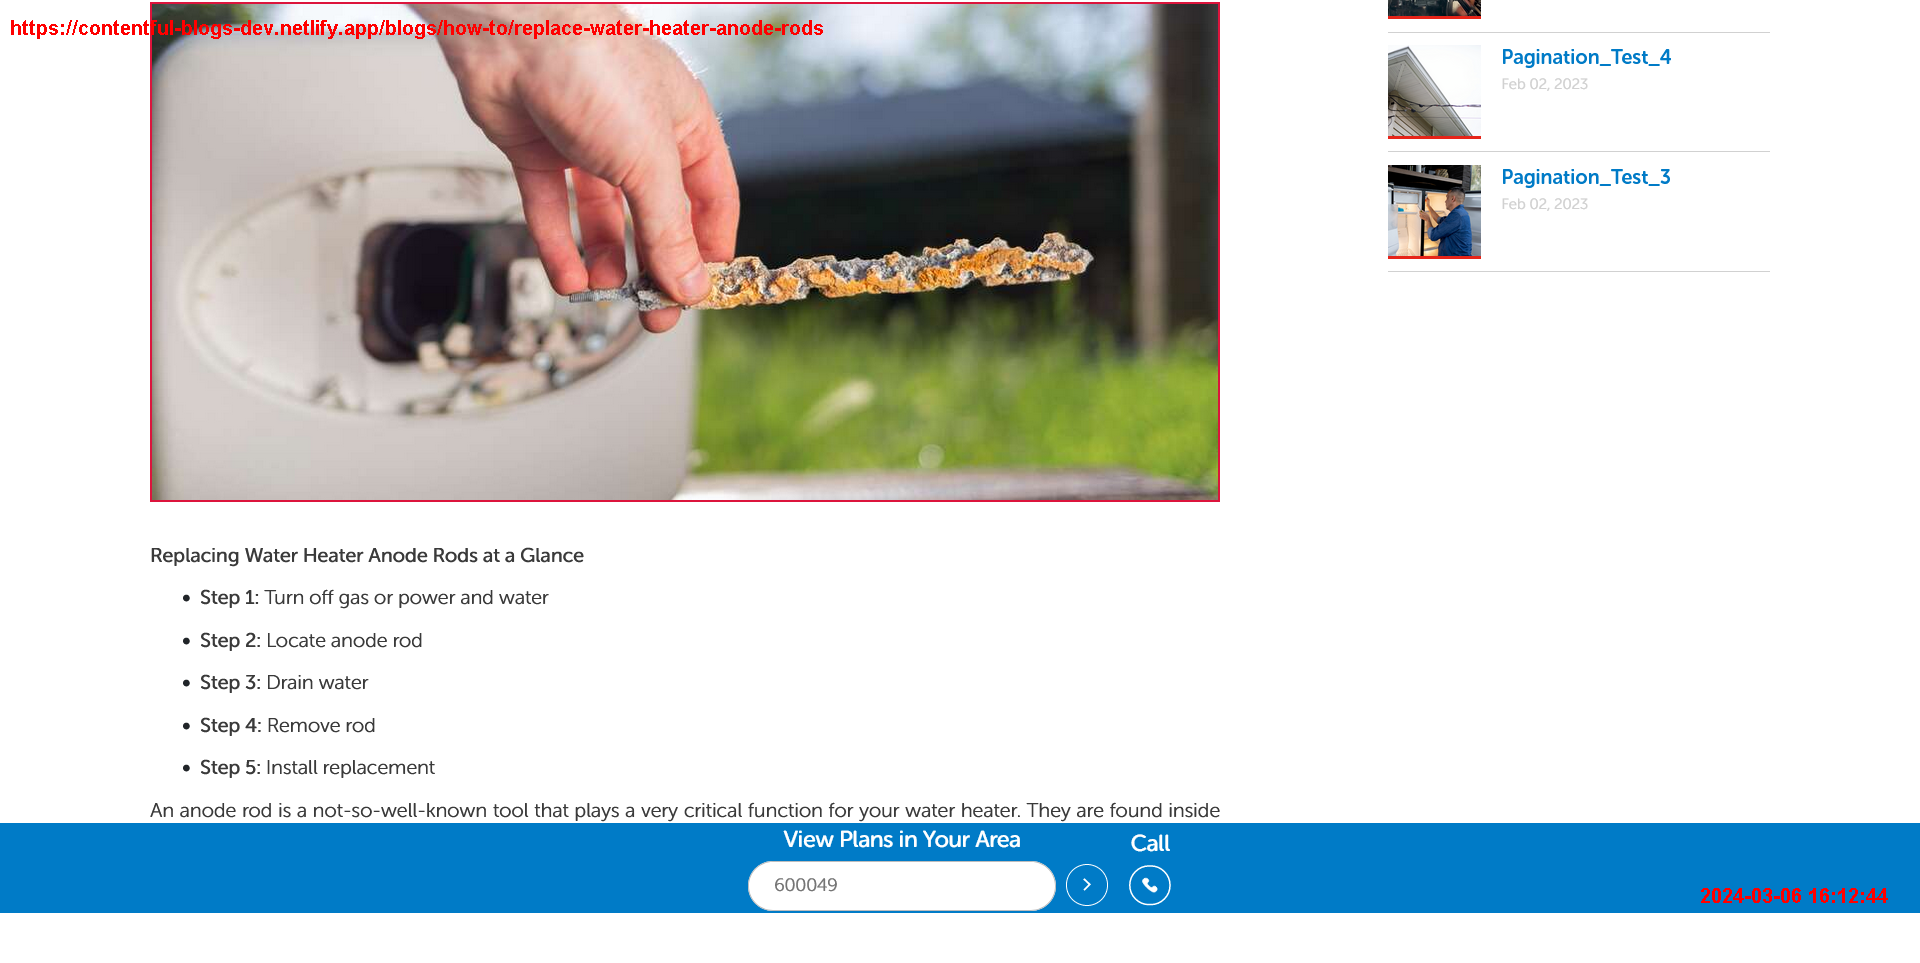 https://contentful-blogs-dev.netlify.app/blogs/how-to/replace-water-heater-anode-rods
Pagination_Test_4
Feb 02, 2023
Pagination_Test_3
Feb 02, 2023
Replacing Water Heater Anode Rods at a Glance
Step 1: Turn off gas or power and water
Step 2: Locate anode rod
Step 3: Drain water
Step 4: Remove rod
Step 5: Install replacement
An anode rod is a not-so-well-known tool that plays a very critical function for your water heater. They are found inside
View Plans in Your Area
Call
600049
2024-03-06 16:12:44